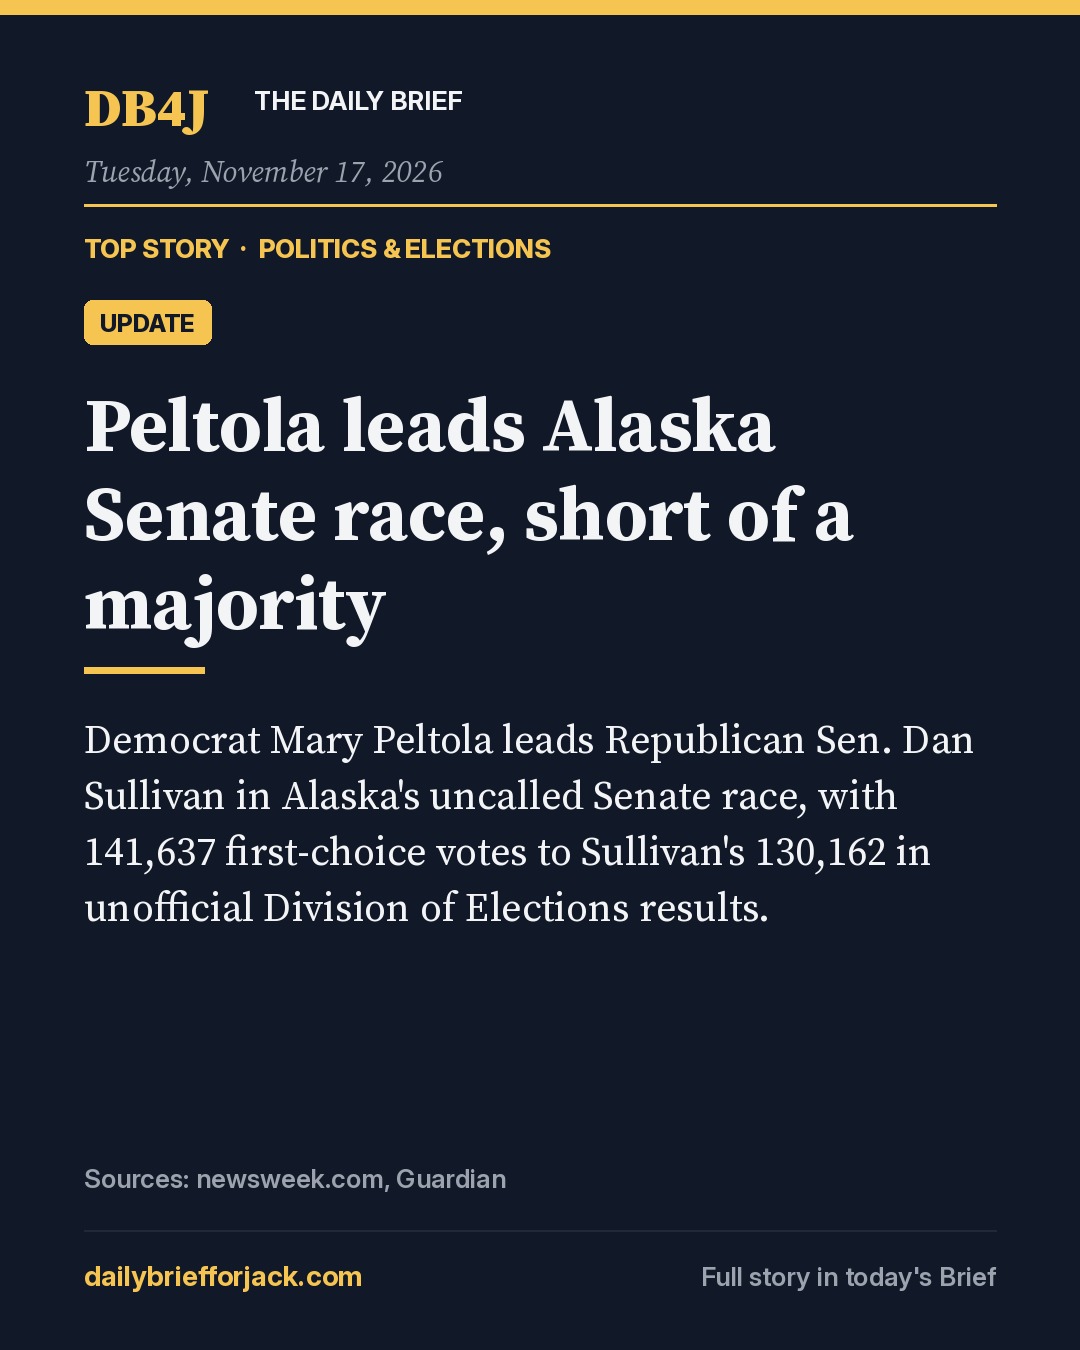 DB4J THE DAILY BRIEF
Tuesday, November 17, 2026
TOP STORY · POLITICS & ELECTIONS
UPDATE
Peltola leads Alaska
Senate race, short of a
majority
Democrat Mary Peltola leads Republican Sen. Dan
Sullivan in Alaska's uncalled Senate race, with
141,637 first-choice votes to Sullivan's 130,162 in
unofficial Division of Elections results.
Sources: newsweek.com, Guardian
dailybriefforjack.com Full story in today's Brief